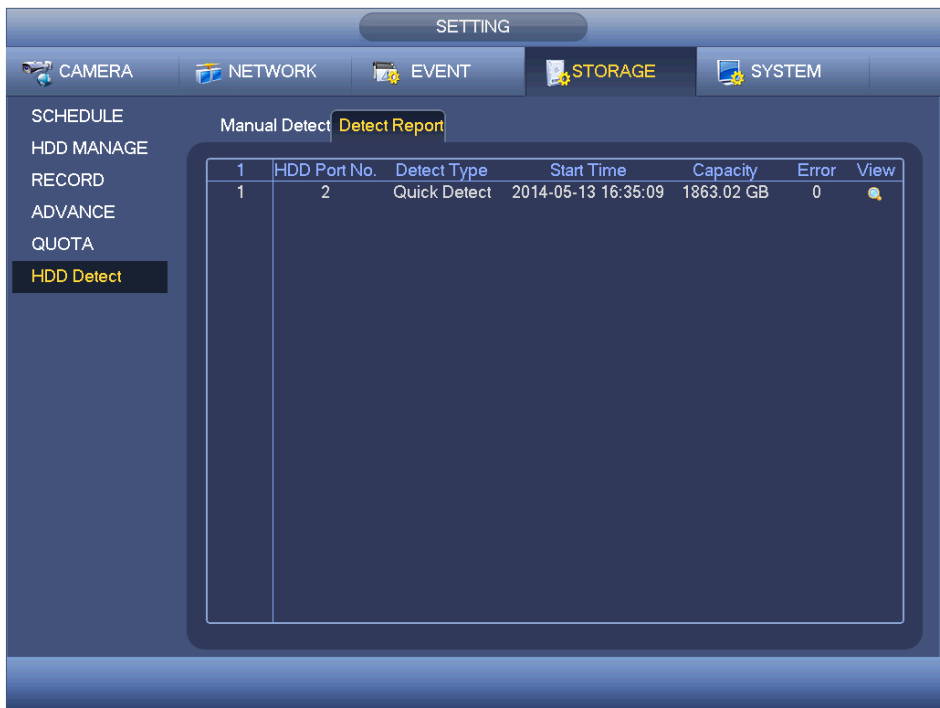 SETTING
CAMERA NETWORK EVENT STORAGE SYSTEM
SCHEDULE
HDD MANAGE
RECORD
ADVANCE
QUOTA
HDD Detect
Manual Detect Detect Report
1 HDD Port No. Detect Type Start Time Capacity Error View
1 2 Quick Detect 2014-05-13 16:35:09 1863.02 GB 0